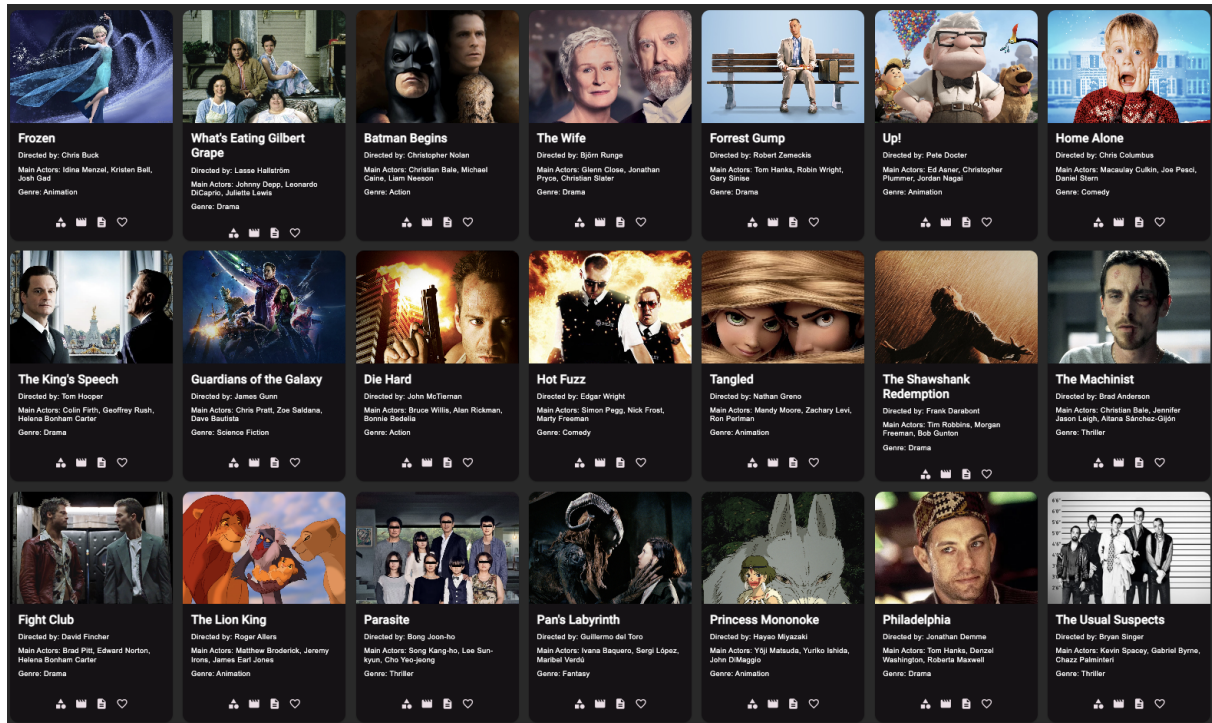 Frozen
Directed by: Chris Buck
Main Actors: Idina Menzel, Kristen Bell,
Josh Gad
Genre: Animation
What's Eating Gilbert
Grape
Directed by: Lasse Hallström
Main Actors: Johnny Depp, Leonardo
DiCaprio, Juliette Lewis
Genre: Drama
Batman Begins
Directed by: Christopher Nolan
Main Actors: Christian Bale, Michael
Caine, Liam Neeson
Genre: Action
The Wife
Directed by: Björn Runge
Main Actors: Glenn Close, Jonathan
Pryce, Christian Slater
Genre: Drama
Forrest Gump
Directed by: Robert Zemeckis
Main Actors: Tom Hanks, Robin Wright,
Gary Sinise
Genre: Drama
Up!
Directed by: Pete Docter
Main Actors: Ed Asner, Christopher
Plummer, Jordan Nagai
Genre: Animation
Home Alone
Directed by: Chris Columbus
Main Actors: Macaulay Culkin, Joe Pesci,
Daniel Stern
Genre: Comedy
The King's Speech
Directed by: Tom Hooper
Main Actors: Colin Firth, Geoffrey Rush,
Helena Bonham Carter
Genre: Drama
Guardians of the Galaxy
Directed by: James Gunn
Main Actors: Chris Pratt, Zoe Saldana,
Dave Bautista
Genre: Science Fiction
Die Hard
Directed by: John McTiernan
Main Actors: Bruce Willis, Alan Rickman,
Bonnie Bedelia
Genre: Action
Hot Fuzz
Directed by: Edgar Wright
Main Actors: Simon Pegg, Nick Frost,
Marty Freeman
Genre: Comedy
Tangled
Directed by: Nathan Greno
Main Actors: Mandy Moore, Zachary Levi,
Ron Perlman
Genre: Animation
The Shawshank
Redemption
Directed by: Frank Darabont
Main Actors: Tim Robbins, Morgan
Freeman, Bob Gunton
Genre: Drama
The Machinist
Directed by: Brad Anderson
Main Actors: Christian Bale, Jennifer
Jason Leigh, Aitana Sánchez-Gijón
Genre: Thriller
Fight Club
Directed by: David Fincher
Main Actors: Brad Pitt, Edward Norton,
Helena Bonham Carter
Genre: Drama
The Lion King
Directed by: Roger Allers
Main Actors: Matthew Broderick, Jeremy
Irons, James Earl Jones
Genre: Animation
Parasite
Directed by: Bong Joon-ho
Main Actors: Song Kang-ho, Lee Sun-
kyun, Cho Yeo-jeong
Genre: Thriller
Pan's Labyrinth
Directed by: Guillermo del Toro
Main Actors: Ivana Baquero, Sergi López,
Maribel Verdú
Genre: Fantasy
Princess Mononoke
Directed by: Hayao Miyazaki
Main Actors: Yōji Matsuda, Yuriko Ishida,
John DiMaggio
Genre: Animation
Philadelphia
Directed by: Jonathan Demme
Main Actors: Tom Hanks, Denzel
Washington, Roberta Maxwell
Genre: Drama
The Usual Suspects
Directed by: Bryan Singer
Main Actors: Kevin Spacey, Gabriel Byrne,
Chazz Palminteri
Genre: Thriller